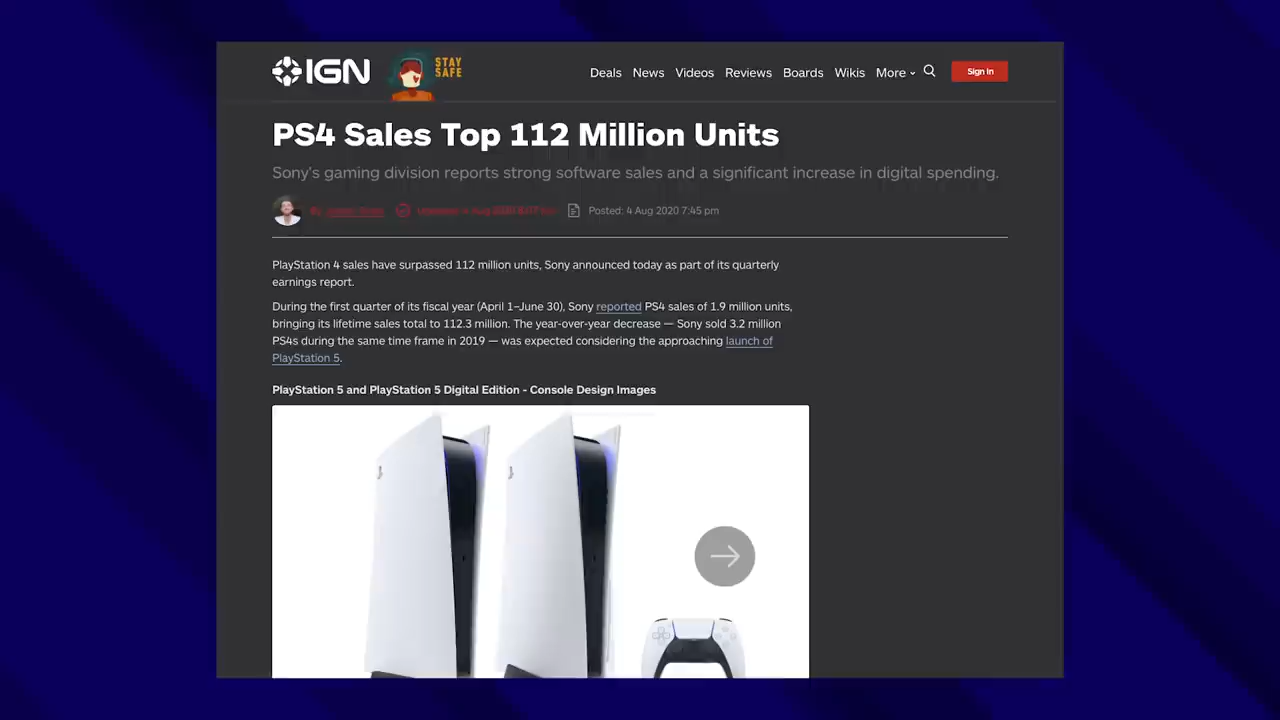 IGN
STAY
SAFE
Deals News Videos Reviews Boards Wikis More
Sign In
PS4 Sales Top 112 Million Units
Sony's gaming division reports strong software sales and a significant increase in digital spending.
By Updated: 4 Aug 2020 Posted: 4 Aug 2020 7:45 pm
PlayStation 4 sales have surpassed 112 million units, Sony announced today as part of its quarterly
earnings report.
During the first quarter of its fiscal year (April 1–June 30), Sony reported PS4 sales of 1.9 million units,
bringing its lifetime sales total to 112.3 million. The year-over-year decrease — Sony sold 3.2 million
PS4s during the same time frame in 2019 — was expected considering the approaching launch of
PlayStation 5.
PlayStation 5 and PlayStation 5 Digital Edition - Console Design Images